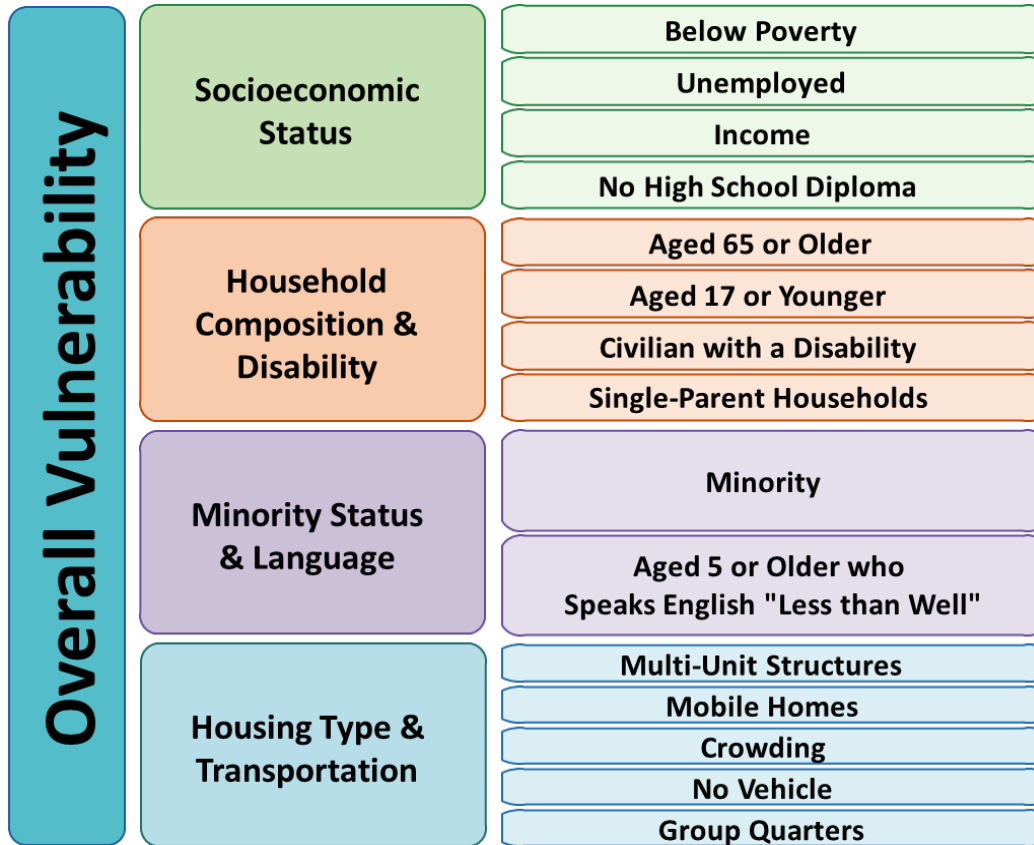 Overall Vulnerability
Socioeconomic
Status
Below Poverty
Unemployed
Income
No High School Diploma
Household
Composition &
Disability
Aged 65 or Older
Aged 17 or Younger
Civilian with a Disability
Single-Parent Households
Minority Status
& Language
Minority
Aged 5 or Older who
Speaks English "Less than Well"
Housing Type &
Transportation
Multi-Unit Structures
Mobile Homes
Crowding
No Vehicle
Group Quarters